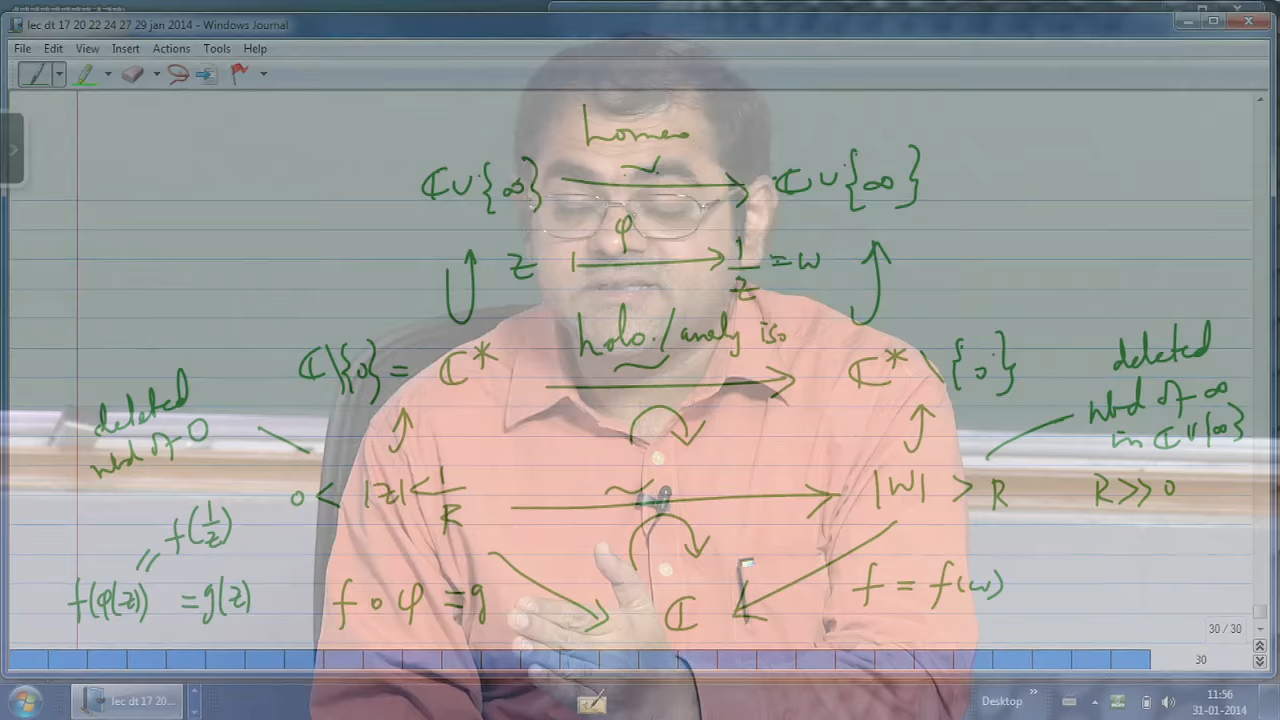 lec dt 17 20 22 24 27 29 jan 2014 - Windows Journal
File Edit View Insert Actions Tools Help
homeo
ℂ∪{∞} ~→ ℂ∪{∞}
φ
z ↦ 1/z = w
holo./analy iso
ℂ\{0} = ℂ* ~→ ℂ* \{0}
deleted nbd of 0
deleted nbd of ∞ in ℂ∪{∞}
0 < |z| < 1/R ~→ |w| > R R >> 0
f(1/z)
=
f(φ(z)) = g(z) f∘φ = g ℂ f = f(w)
30 / 30
30
lec dt 17 20...
Desktop
11:56
31-01-2014